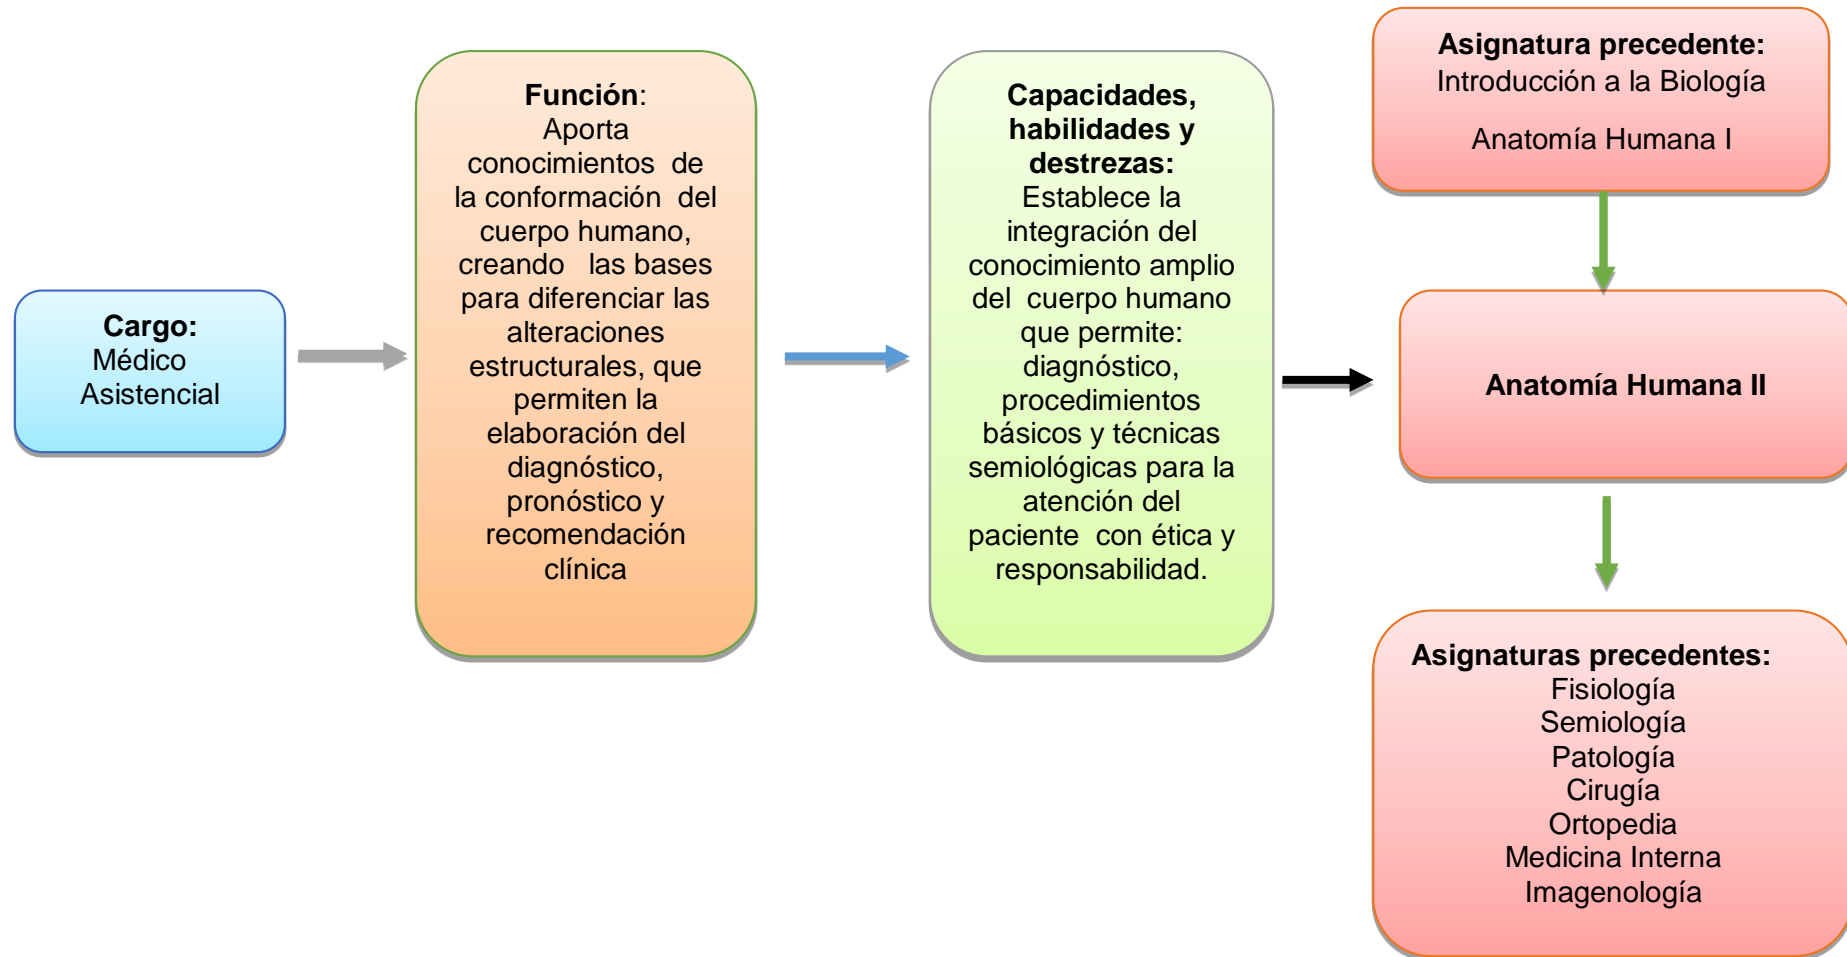 Cargo:
Médico
Asistencial
Función:
Aporta
conocimientos de
la conformación del
cuerpo humano,
creando las bases
para diferenciar las
alteraciones
estructurales, que
permiten la
elaboración del
diagnóstico,
pronóstico y
recomendación
clínica
Capacidades,
habilidades y
destrezas:
Establece la
integración del
conocimiento amplio
del cuerpo humano
que permite:
diagnóstico,
procedimientos
básicos y técnicas
semiológicas para la
atención del
paciente con ética y
responsabilidad.
Asignatura precedente:
Introducción a la Biología
Anatomía Humana I
Anatomía Humana II
Asignaturas precedentes:
Fisiología
Semiología
Patología
Cirugía
Ortopedia
Medicina Interna
Imagenología